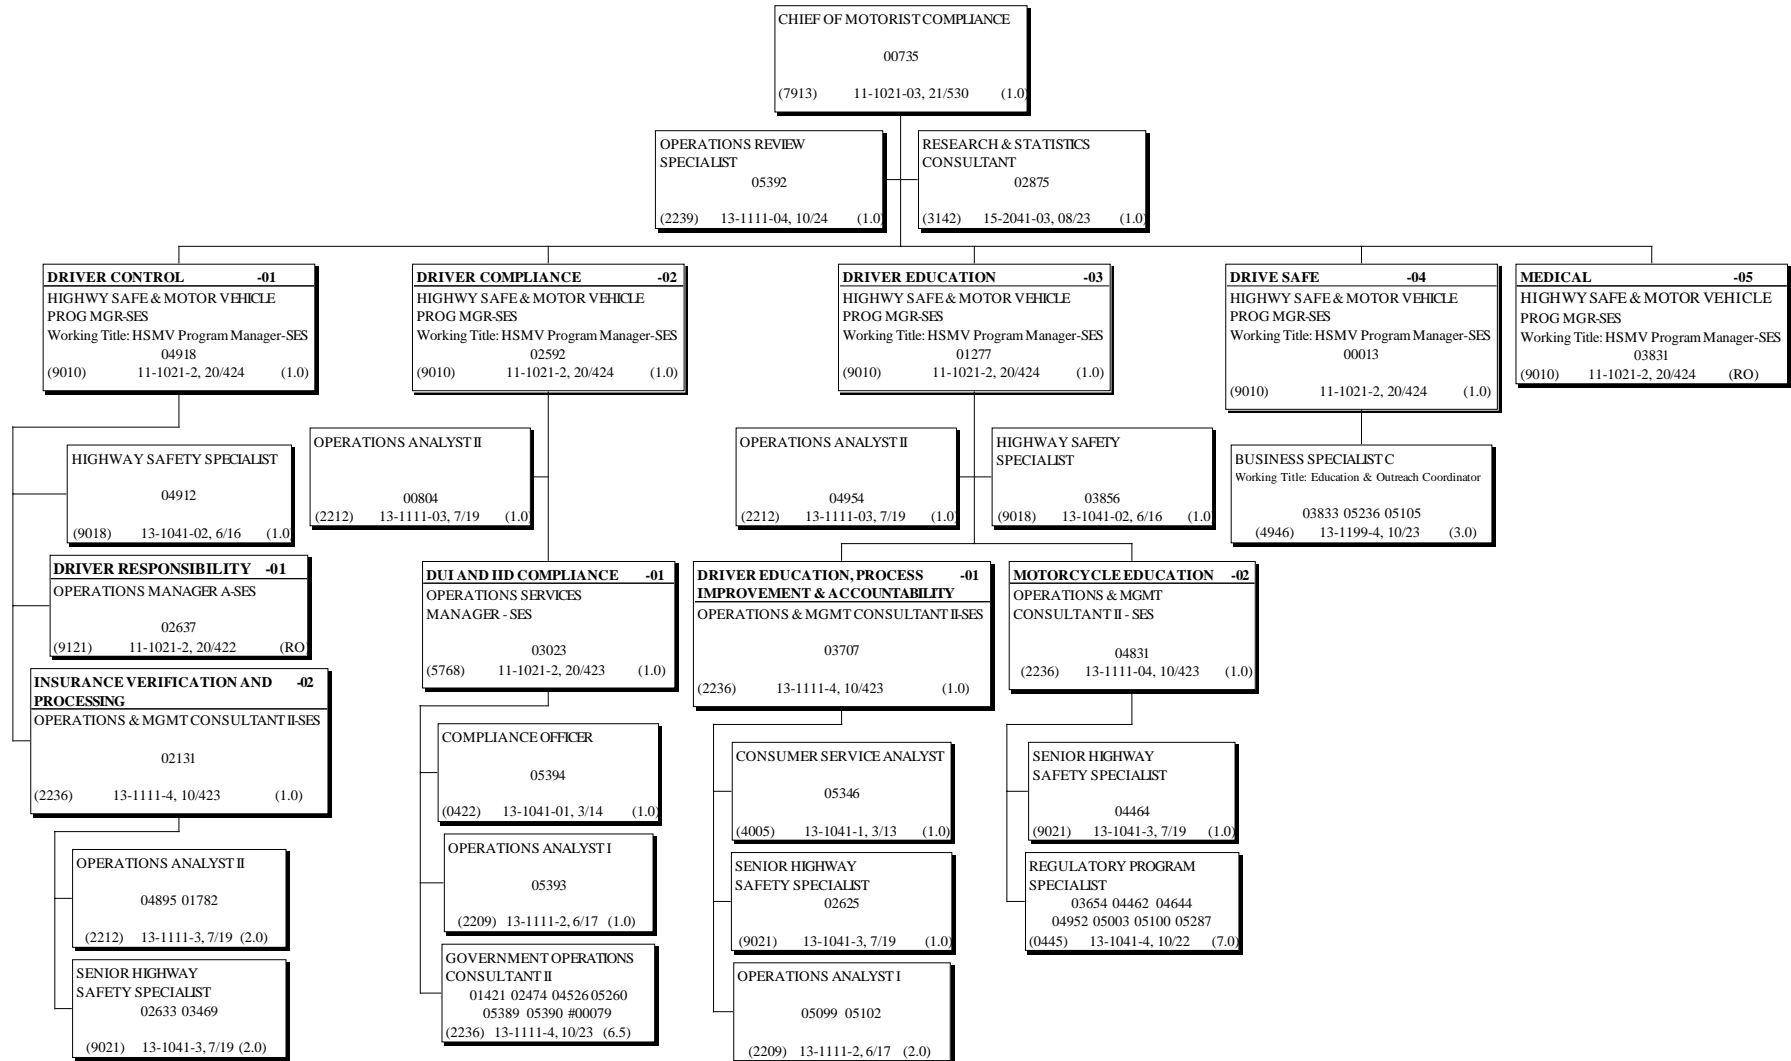 CHIEF OF MOTORIST COMPLIANCE
00735
(7913) 11-1021-03, 21/530 (1.0)
OPERATIONS REVIEW
SPECIALIST
05392
(2239) 13-1111-04, 10/24 (1.0)
RESEARCH & STATISTICS
CONSULTANT
02875
(3142) 15-2041-03, 08/23 (1.0)
DRIVER CONTROL -01
HIGHWY SAFE & MOTOR VEHICLE
PROG MGR-SES
Working Title: HSMV Program Manager-SES
04918
(9010) 11-1021-2, 20/424 (1.0)
DRIVER COMPLIANCE -02
HIGHWY SAFE & MOTOR VEHICLE
PROG MGR-SES
Working Title: HSMV Program Manager-SES
02592
(9010) 11-1021-2, 20/424 (1.0)
DRIVER EDUCATION -03
HIGHWY SAFE & MOTOR VEHICLE
PROG MGR-SES
Working Title: HSMV Program Manager-SES
01277
(9010) 11-1021-2, 20/424 (1.0)
DRIVE SAFE -04
HIGHWY SAFE & MOTOR VEHICLE
PROG MGR-SES
Working Title: HSMV Program Manager-SES
00013
(9010) 11-1021-2, 20/424 (1.0)
MEDICAL -05
HIGHWY SAFE & MOTOR VEHICLE
PROG MGR-SES
Working Title: HSMV Program Manager-SES
03831
(9010) 11-1021-2, 20/424 (RO)
HIGHWAY SAFETY SPECIALIST
04912
(9018) 13-1041-02, 6/16 (1.0)
OPERATIONS ANALYST II
00804
(2212) 13-1111-03, 7/19 (1.0)
OPERATIONS ANALYST II
04954
(2212) 13-1111-03, 7/19 (1.0)
HIGHWAY SAFETY
SPECIALIST
03856
(9018) 13-1041-02, 6/16 (1.0)
BUSINESS SPECIALIST C
Working Title: Education & Outreach Coordinator
03833 05236 05105
(4946) 13-1199-4, 10/23 (3.0)
DRIVER RESPONSIBILITY -01
OPERATIONS MANAGER A-SES
02637
(9121) 11-1021-2, 20/422 (RO)
DUI AND IID COMPLIANCE -01
OPERATIONS SERVICES
MANAGER - SES
03023
(5768) 11-1021-2, 20/423 (1.0)
DRIVER EDUCATION, PROCESS -01
IMPROVEMENT & ACCOUNTABILITY
OPERATIONS & MGMT CONSULTANT II-SES
03707
(2236) 13-1111-4, 10/423 (1.0)
MOTORCYCLE EDUCATION -02
OPERATIONS & MGMT
CONSULTANT II - SES
04831
(2236) 13-1111-04, 10/423 (1.0)
INSURANCE VERIFICATION AND -02
PROCESSING
OPERATIONS & MGMT CONSULTANT II-SES
02131
(2236) 13-1111-4, 10/423 (1.0)
COMPLIANCE OFFICER
05394
(0422) 13-1041-01, 3/14 (1.0)
CONSUMER SERVICE ANALYST
05346
(4005) 13-1041-1, 3/13 (1.0)
SENIOR HIGHWAY
SAFETY SPECIALIST
04464
(9021) 13-1041-3, 7/19 (1.0)
OPERATIONS ANALYST II
04895 01782
(2212) 13-1111-3, 7/19 (2.0)
OPERATIONS ANALYST I
05393
(2209) 13-1111-2, 6/17 (1.0)
SENIOR HIGHWAY
SAFETY SPECIALIST
02625
(9021) 13-1041-3, 7/19 (1.0)
REGULATORY PROGRAM
SPECIALIST
03654 04462 04644
04952 05003 05100 05287
(0445) 13-1041-4, 10/22 (7.0)
SENIOR HIGHWAY
SAFETY SPECIALIST
02633 03469
(9021) 13-1041-3, 7/19 (2.0)
GOVERNMENT OPERATIONS
CONSULTANT II
01421 02474 04526 05260
05389 05390 #00079
(2236) 13-1111-4, 10/23 (6.5)
OPERATIONS ANALYST I
05099 05102
(2209) 13-1111-2, 6/17 (2.0)